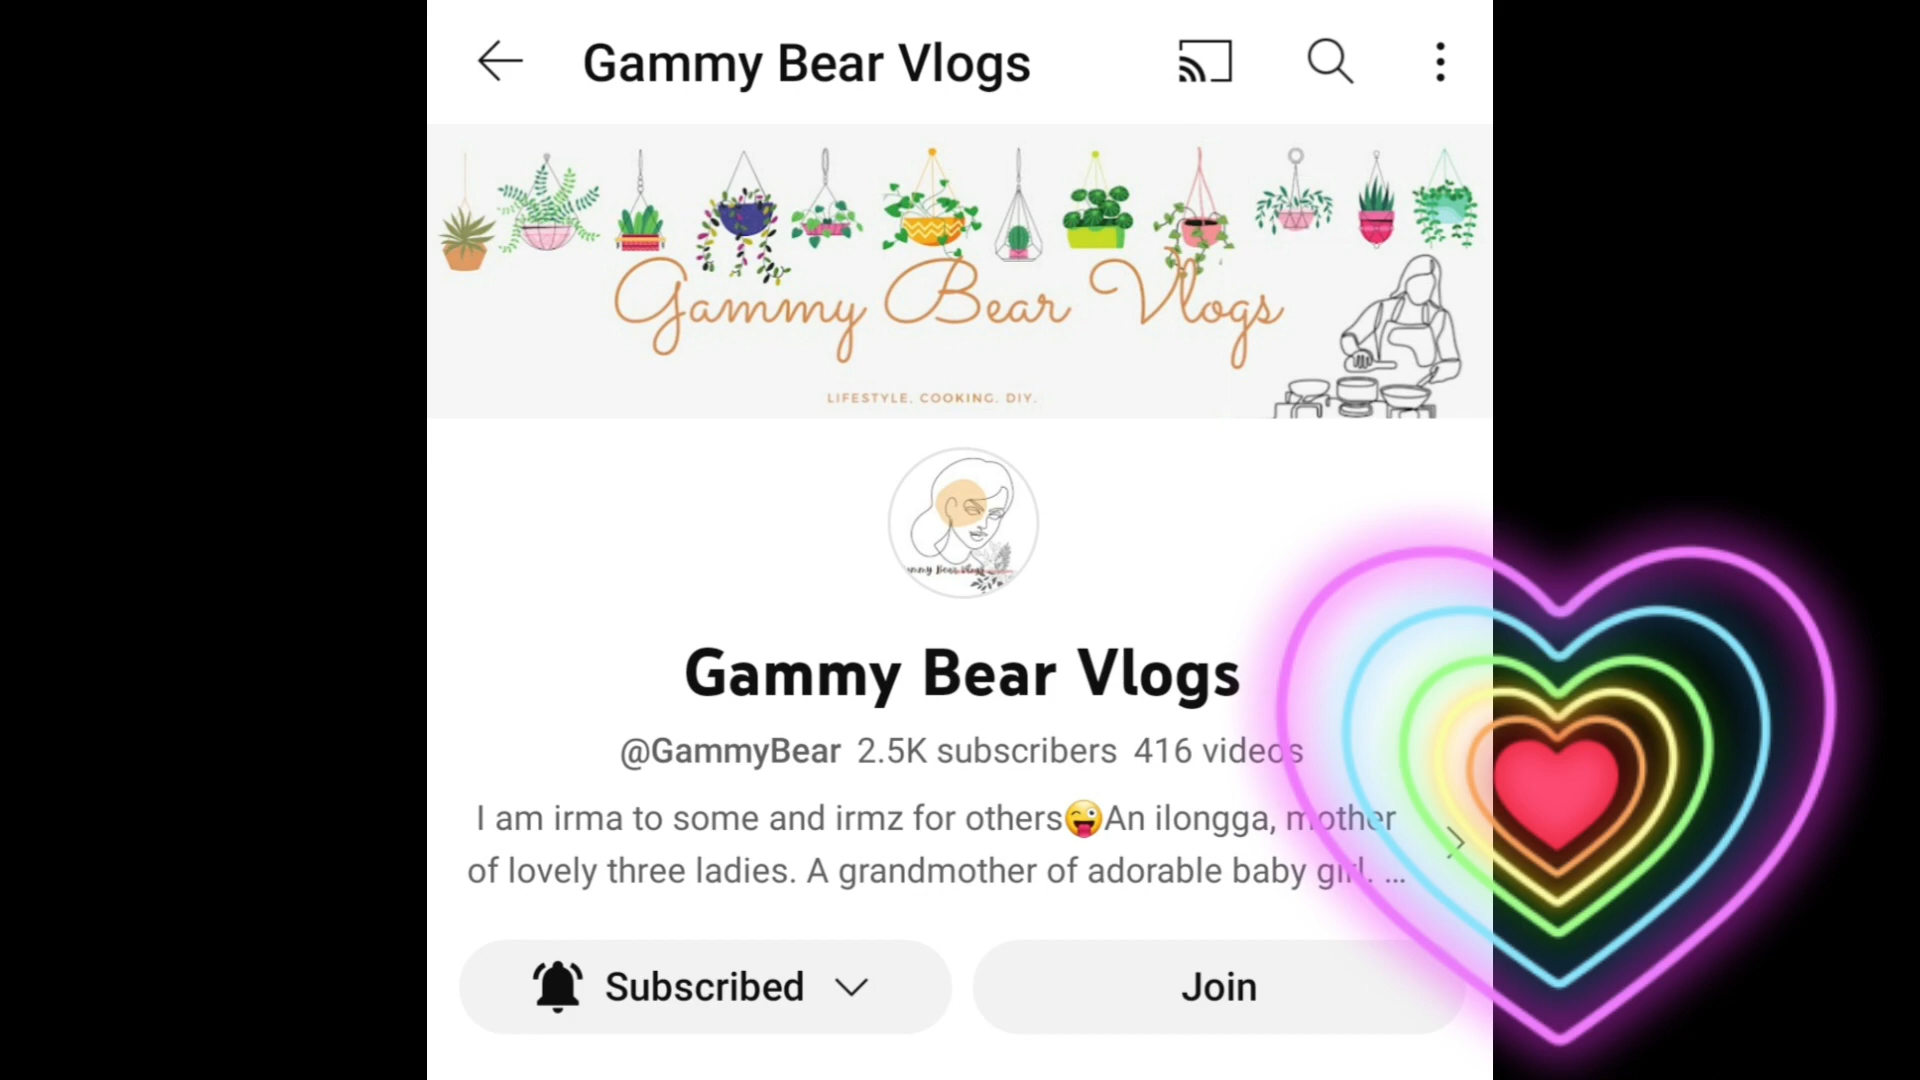 Gammy Bear Vlogs
Gammy Bear Vlogs
LIFESTYLE. COOKING. DIY.
Gammy Bear Vlogs
@GammyBear 2.5K subscribers 416 videos
I am irma to some and irmz for others😜An ilongga, mother
of lovely three ladies. A grandmother of adorable baby girl. ...
Subscribed
Join